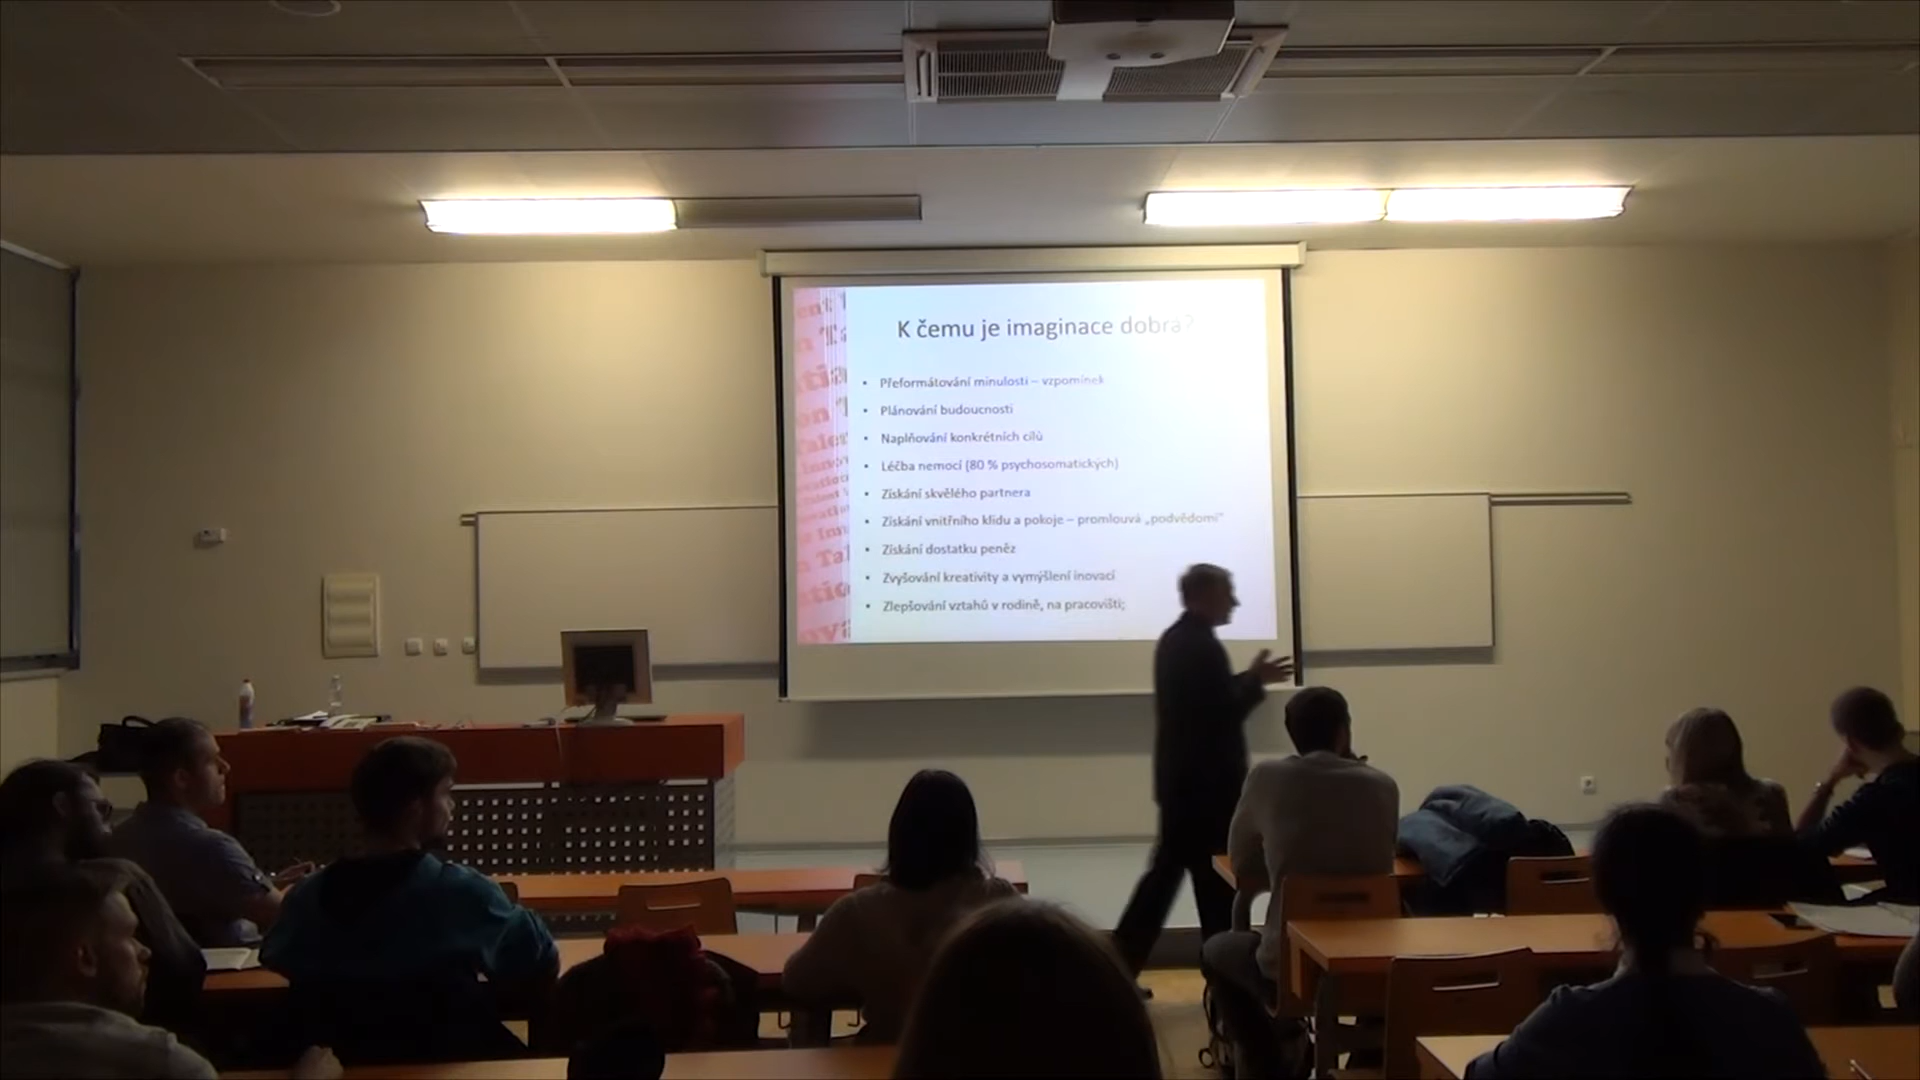 K čemu je imaginace dobrá?
• Přeformátování minulosti – vzpomínek
• Plánování budoucnosti
• Naplňování konkrétních cílů
• Léčba nemocí (80 % psychosomatických)
• Získání skvělého partnera
• Získání vnitřního klidu a pokoje – promlouvá „podvědomí“
• Získání dostatku peněz
• Zvyšování kreativity a vymýšlení inovací
• Zlepšování vztahů v rodině, na pracovišti;